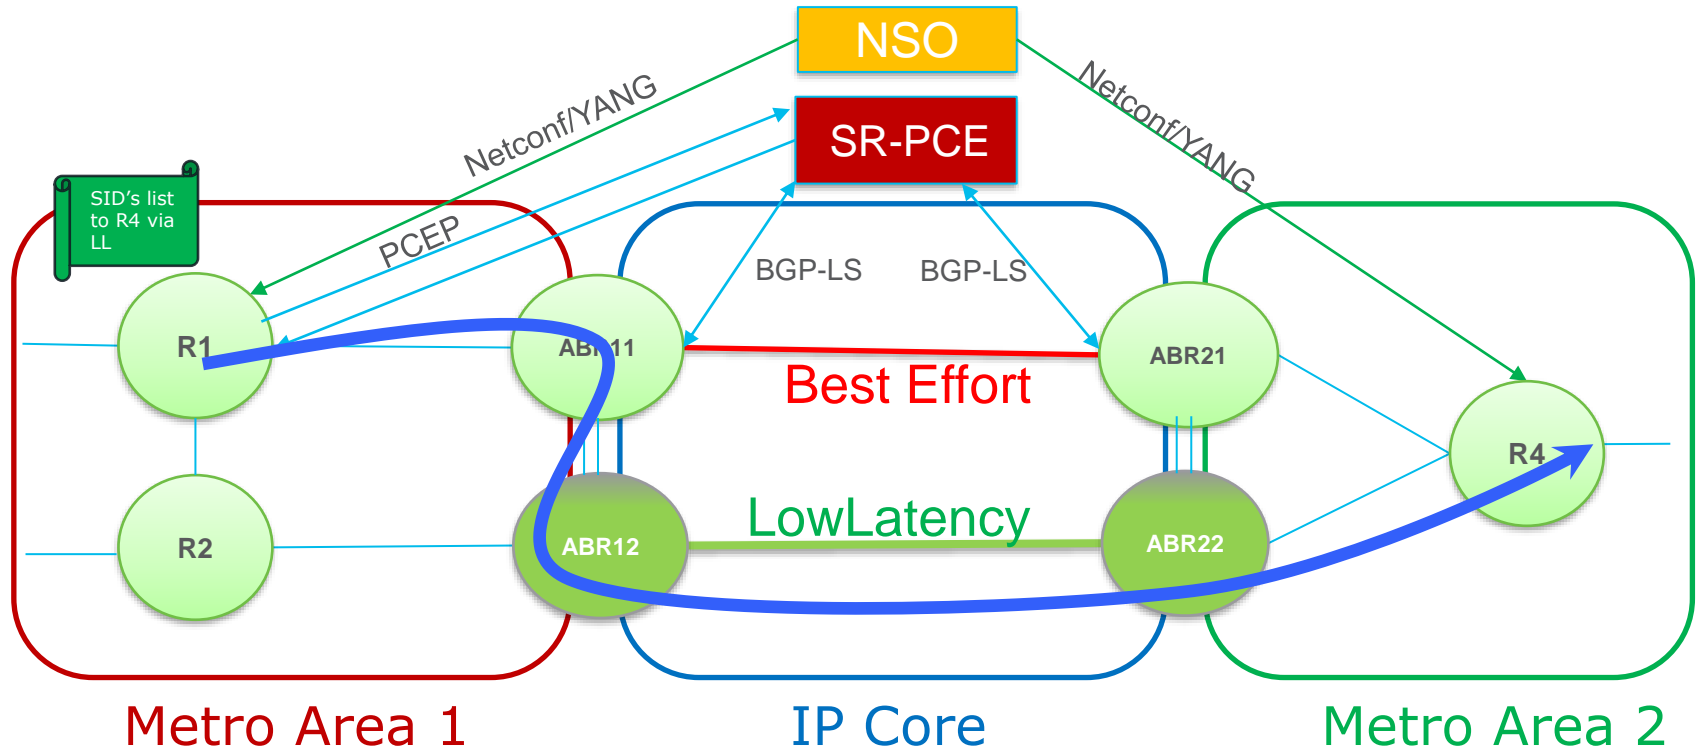 NSO
Netconf/YANG
Netconf/YANG
SR-PCE
SID's list
to R4 via
LL
PCEP
BGP-LS
BGP-LS
R1
ABR11
ABR21
Best Effort
R4
R2
LowLatency
ABR12
ABR22
Metro Area 1
IP Core
Metro Area 2